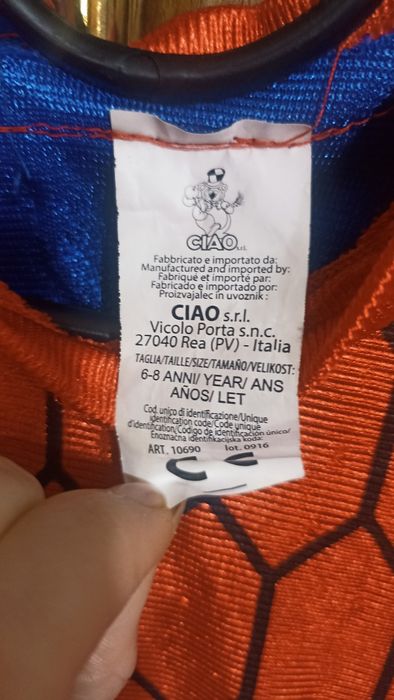 CIAO s.r.l.
Fabbricato e importato da:
Manufactured and imported by:
Fabriqué et importé par:
Fabricado e importado por:
Proizvajalec in uvoznik :
CIAO s.r.l.
Vicolo Porta s.n.c.
27040 Rea (PV) - Italia
TAGLIA/TAILLE/SIZE/TAMAÑO/VELIKOST:
6-8 ANNI/ YEAR/ ANS
AÑOS/ LET
Cod. unico di identificazione/Unique
identification code/Code unique
d'identification/Código de identificación único/
Enoznačna identifikacijska koda:
ART. 10690 lot. 0916
CE